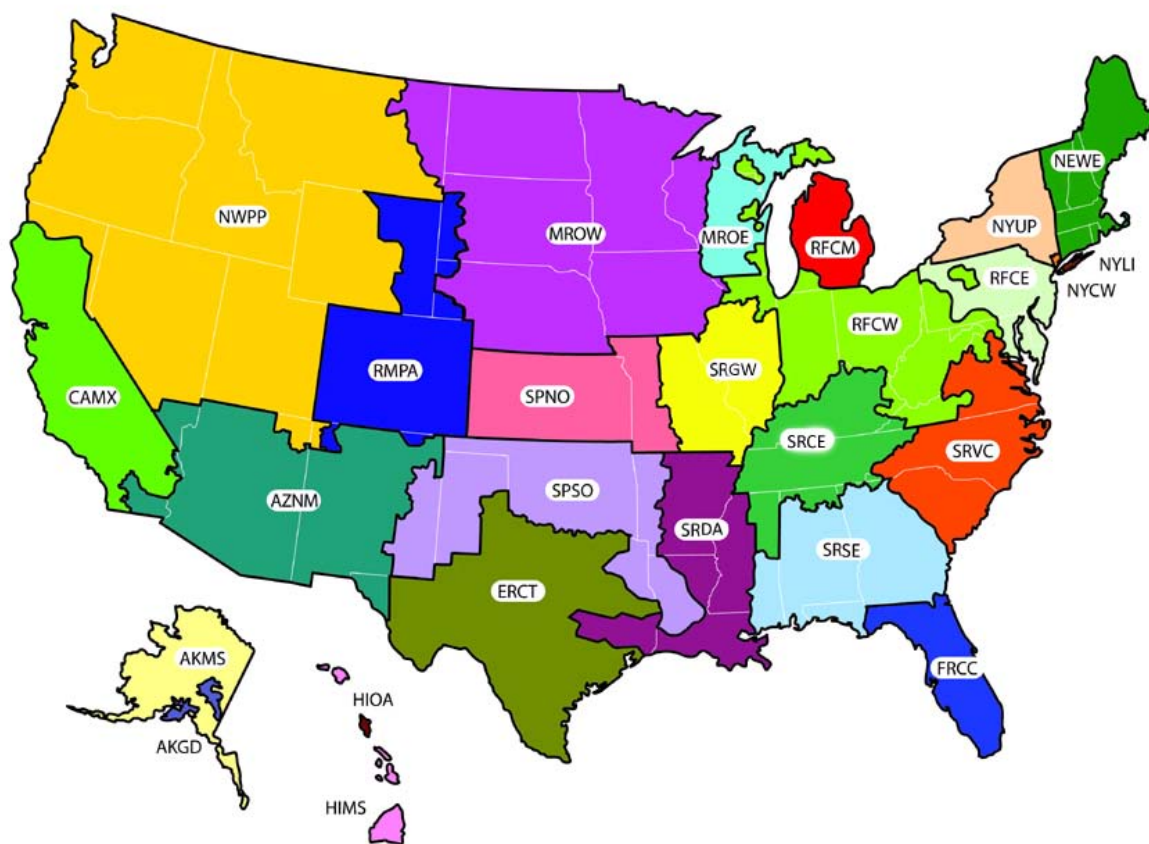 NEWE
NWPP
NYUP
MROW
MROE
RFCM
NYLI
RFCE
NYCW
RFCW
RMPA
SRGW
CAMX
SPNO
SRCE
SRVC
SPSO
AZNM
SRDA
SRSE
ERCT
AKMS
FRCC
HIOA
AKGD
HIMS